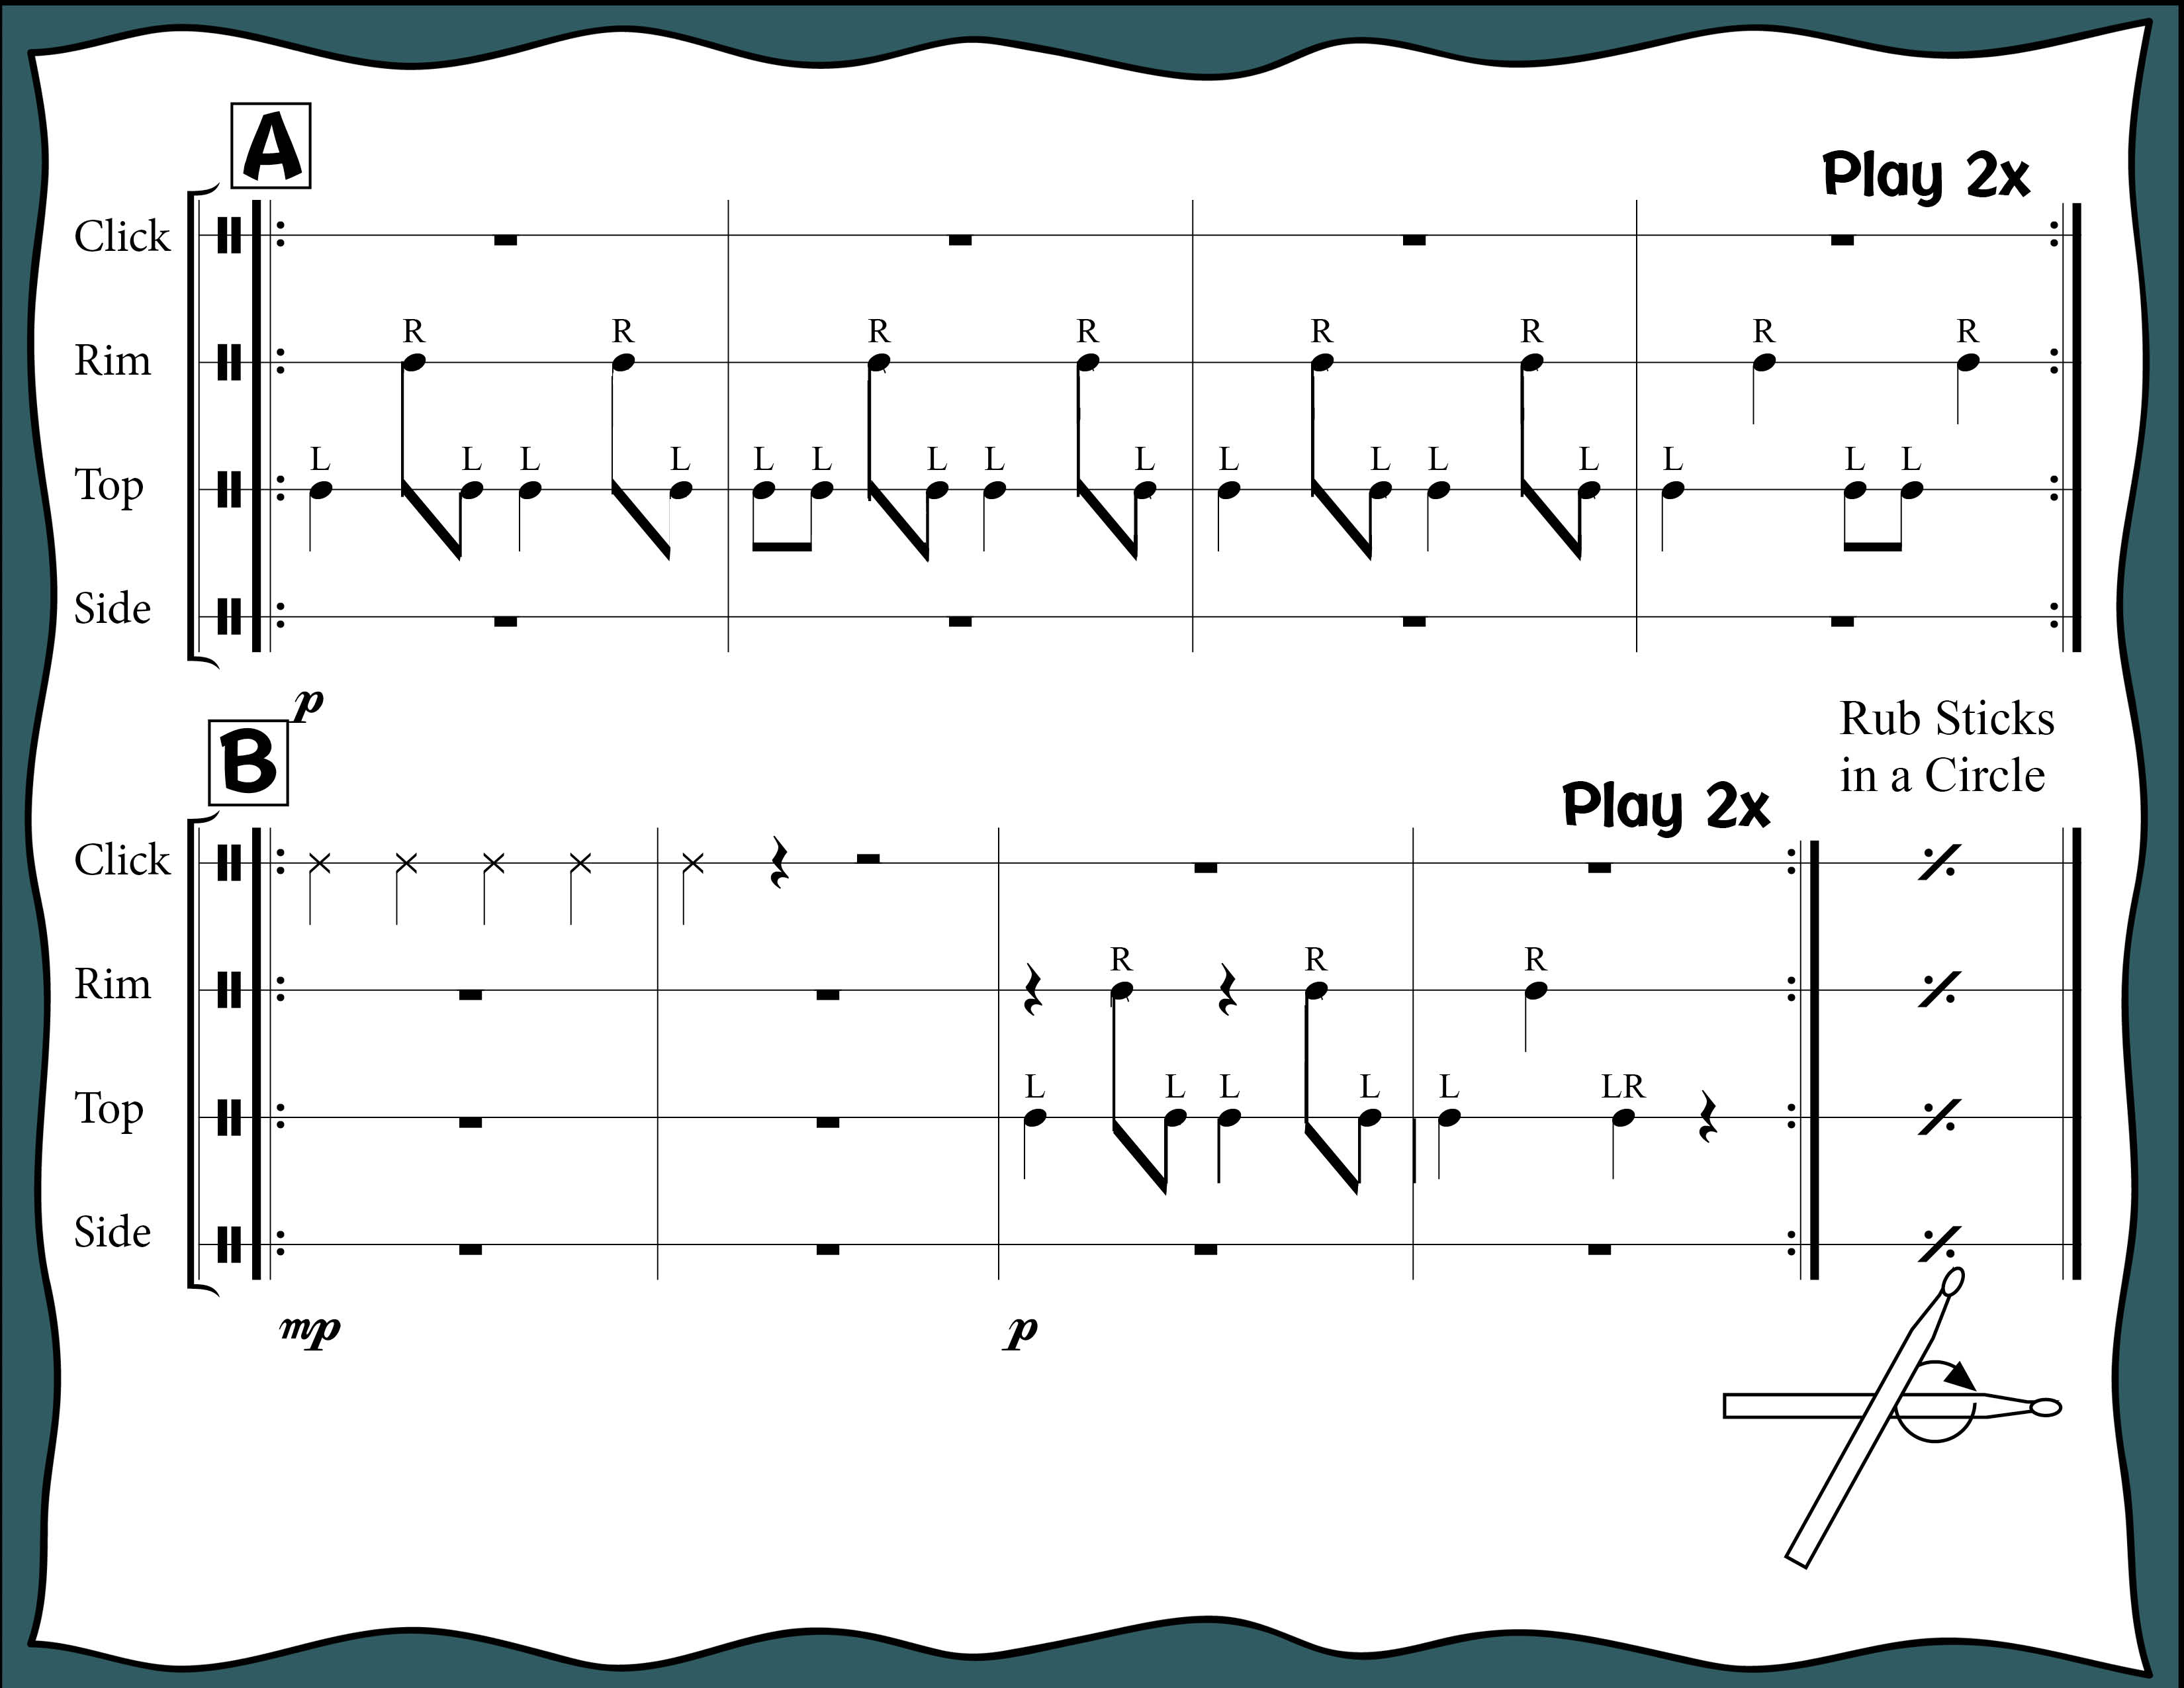 A
Play 2x
Click
R R R R R R R R
Rim
L L L L L L L L L L L L L L
Top
Side
p
Rub Sticks
in a Circle
B
Play 2x
Click
R R R
Rim
L L L L L LR
Top
Side
mp p